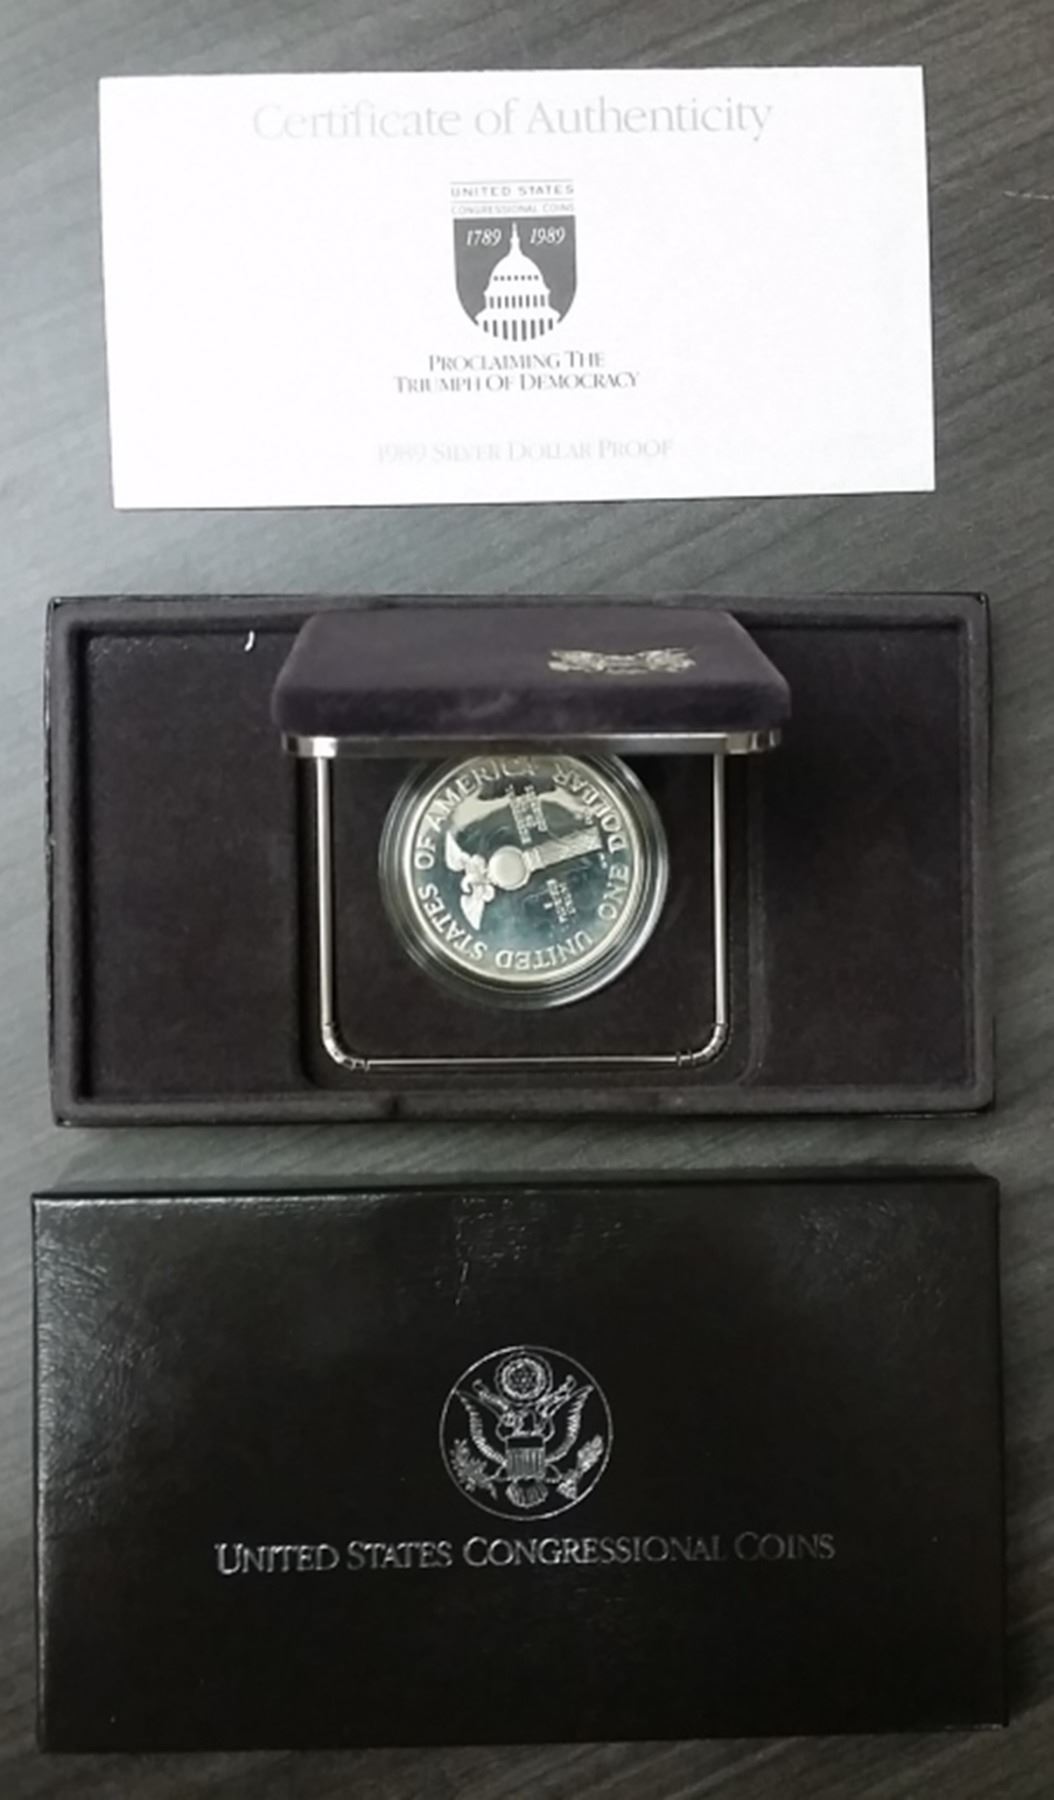 Certificate of Authenticity
UNITED STATES
CONGRESSIONAL COINS
1789 1989
PROCLAIMING THE
TRIUMPH OF DEMOCRACY
1989 SILVER DOLLAR PROOF
UNITED STATES OF AMERICA
ONE DOLLAR
UNITED STATES CONGRESSIONAL COINS